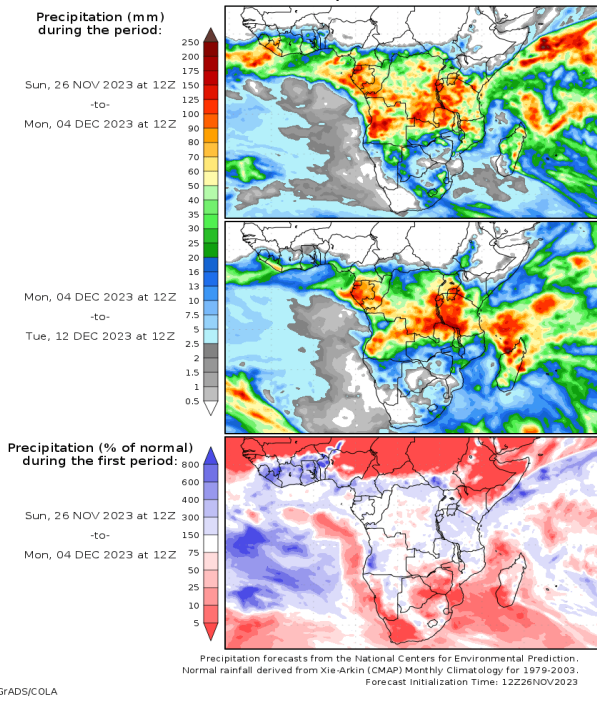 Precipitation (mm)
during the period:
250
200
175
150
125
100
90
80
70
60
50
40
35
30
25
20
16
13
10
7.5
5
2.5
2
1.5
1
0.5
Sun, 26 NOV 2023 at 12Z
-to-
Mon, 04 DEC 2023 at 12Z
Mon, 04 DEC 2023 at 12Z
-to-
Tue, 12 DEC 2023 at 12Z
Precipitation (% of normal)
during the first period:
800
600
400
300
150
75
50
25
10
5
Sun, 26 NOV 2023 at 12Z
-to-
Mon, 04 DEC 2023 at 12Z
Precipitation forecasts from the National Centers for Environmental Prediction.
Normal rainfall derived from Xie-Arkin (CMAP) Monthly Climatology for 1979-2003.
Forecast Initialization Time: 12Z26NOV2023
GrADS/COLA